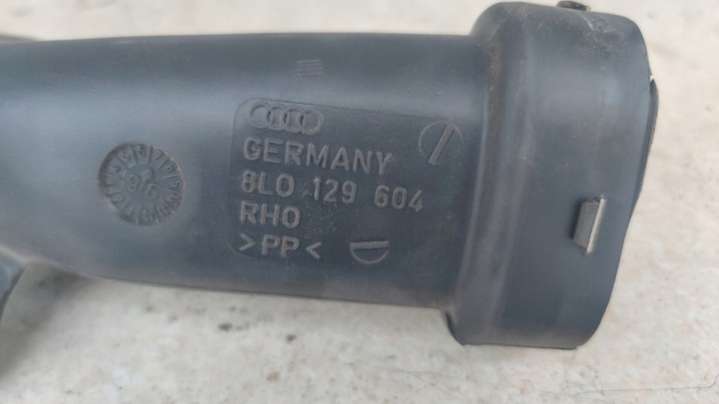 GERMANY
8L0 129 604
RHO
>PP<